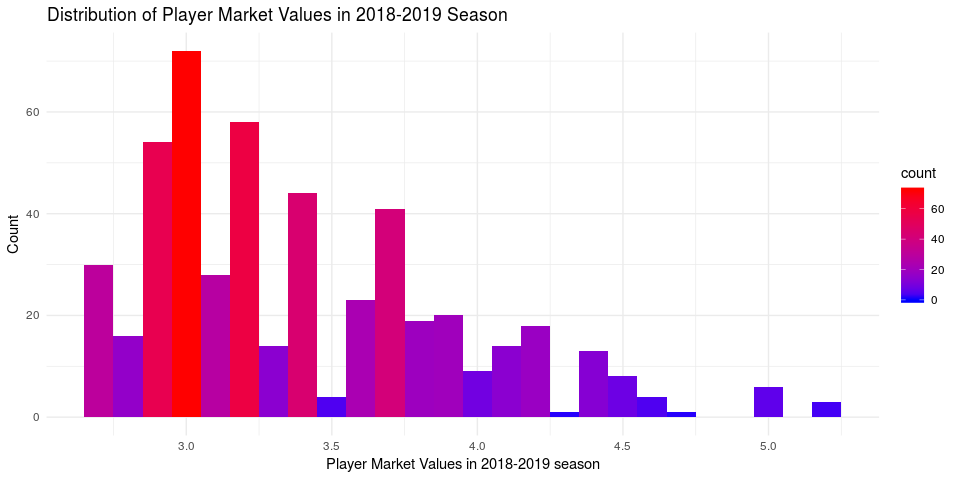 Distribution of Player Market Values in 2018-2019 Season
Count
60
40
20
0
3.0 3.5 4.0 4.5 5.0
Player Market Values in 2018-2019 season
count
60
40
20
0